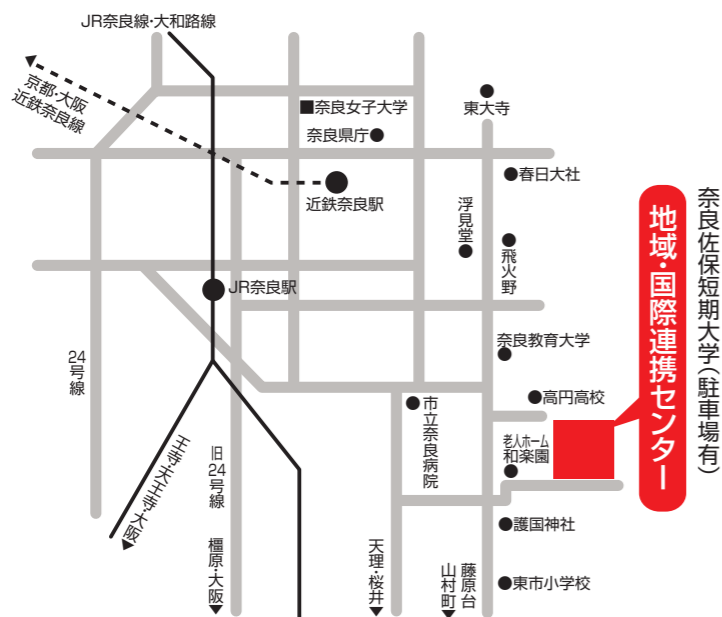 JR奈良線・大和路線
京都・大阪
近鉄奈良線
■奈良女子大学
奈良県庁●
東大寺
春日大社
近鉄奈良駅
浮見堂
飛火野
JR奈良駅
奈良教育大学
24号線
高円高校
市立奈良病院
老人ホーム
和楽園
奈良佐保短期大学(駐車場有)
地域・国際連携センター
王寺・天王寺・大阪
旧24号線
橿原・大阪
天理・桜井
藤原台
山村町
護国神社
東市小学校